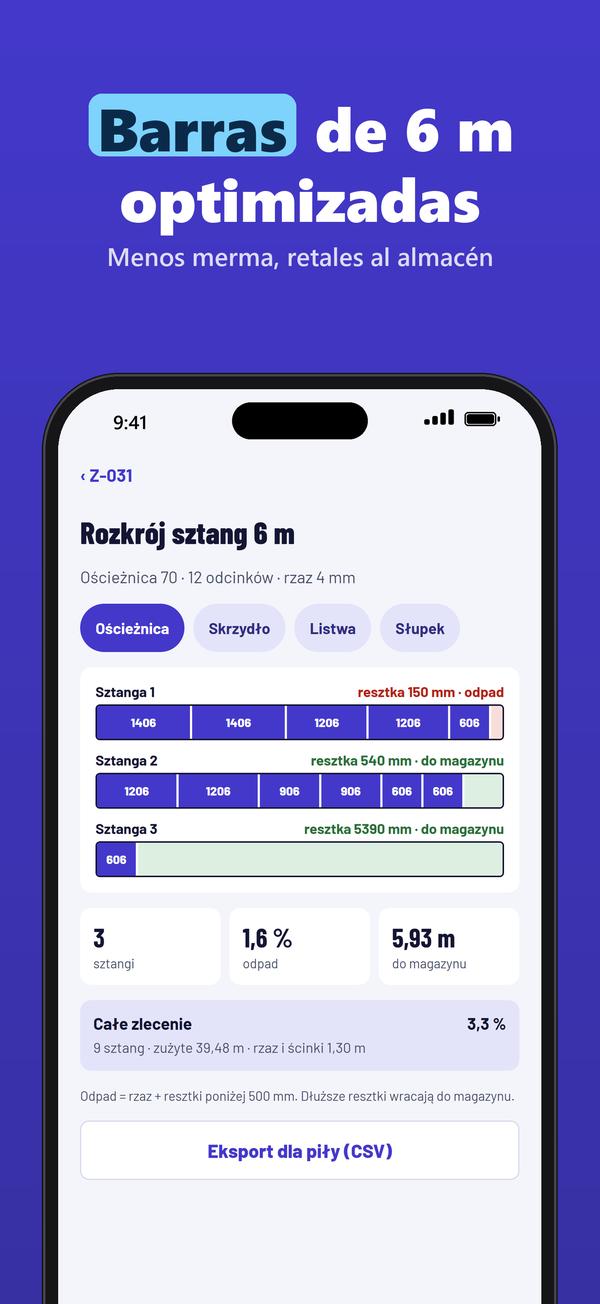 Barras de 6 m
optimizadas
Menos merma, retales al almacén
9:41
‹ Z-031
Rozkrój sztang 6 m
Ościeżnica 70 · 12 odcinków · rzaz 4 mm
Ościeżnica Skrzydło Listwa Słupek
Sztanga 1 resztka 150 mm · odpad
1406 1406 1206 1206 606
Sztanga 2 resztka 540 mm · do magazynu
1206 1206 906 906 606 606
Sztanga 3 resztka 5390 mm · do magazynu
606
3 1,6 % 5,93 m
sztangi odpad do magazynu
Całe zlecenie 3,3 %
9 sztang · zużyte 39,48 m · rzaz i ścinki 1,30 m
Odpad = rzaz + resztki poniżej 500 mm. Dłuższe resztki wracają do magazynu.
Eksport dla piły (CSV)